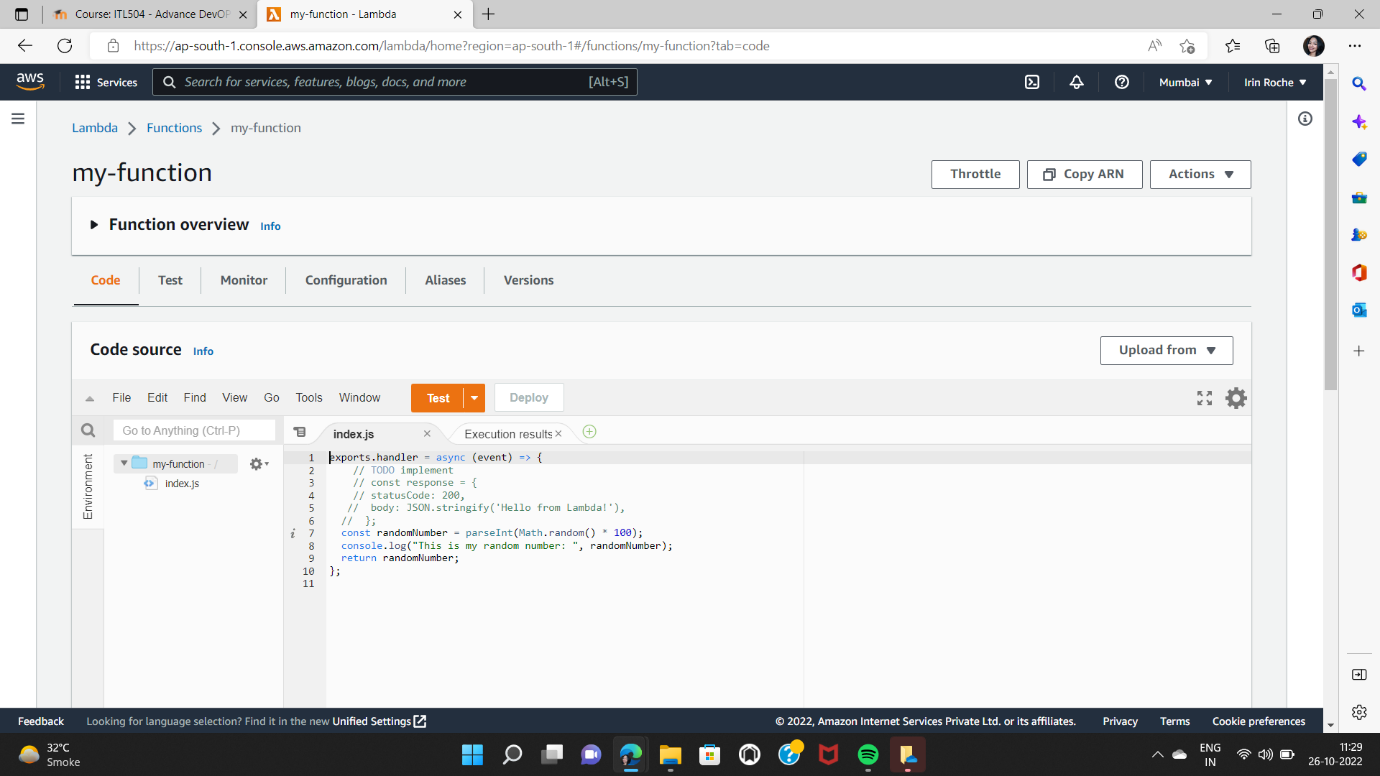 Course: ITL504 - Advance DevOP
my-function - Lambda
https://ap-south-1.console.aws.amazon.com/lambda/home?region=ap-south-1#/functions/my-function?tab=code
aws
Services
Search for services, features, blogs, docs, and more
[Alt+S]
Mumbai
Irin Roche
Lambda
Functions
my-function
my-function
Throttle
Copy ARN
Actions
Function overview Info
Code
Test
Monitor
Configuration
Aliases
Versions
Code source Info
Upload from
File
Edit
Find
View
Go
Tools
Window
Test
Deploy
Go to Anything (Ctrl-P)
index.js
Execution results
Environment
my-function - /
index.js
1 exports.handler = async (event) => {
2 // TODO implement
3 // const response = {
4 // statusCode: 200,
5 // body: JSON.stringify('Hello from Lambda!'),
6 // };
i 7 const randomNumber = parseInt(Math.random() * 100);
8 console.log("This is my random number: ", randomNumber);
9 return randomNumber;
10 };
11
Feedback
Looking for language selection? Find it in the new Unified Settings
© 2022, Amazon Internet Services Private Ltd. or its affiliates.
Privacy
Terms
Cookie preferences
32°C
Smoke
ENG
IN
11:29
26-10-2022